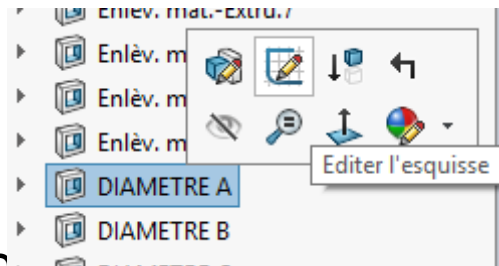 Enlèv. mat.-Extru.7
Enlèv. m
Enlèv. m
Enlèv. m
Editer l'esquisse
DIAMETRE A
DIAMETRE B